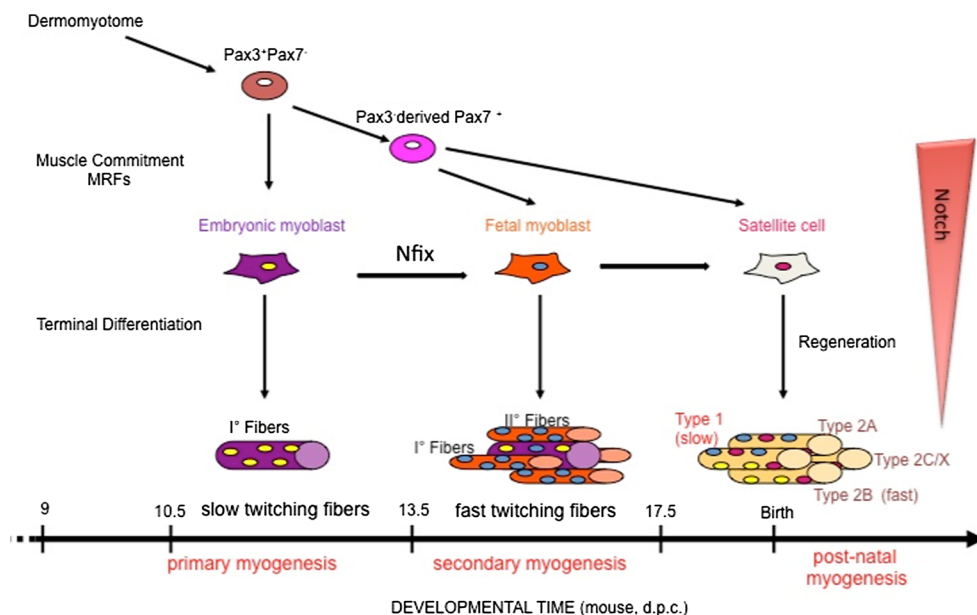 Dermomyotome
Pax3⁺Pax7⁻
Pax3⁻derived Pax7 ⁺
Muscle Commitment
MRFs
Notch
Embryonic myoblast
Fetal myoblast
Satellite cell
Nfix
Terminal Differentiation
Regeneration
I° Fibers
II° Fibers
I° Fibers
Type 1
(slow)
Type 2A
Type 2C/X
Type 2B (fast)
9
10.5
slow twitching fibers
13.5
fast twitching fibers
17.5
Birth
primary myogenesis
secondary myogenesis
post-natal
myogenesis
DEVELOPMENTAL TIME (mouse, d.p.c.)